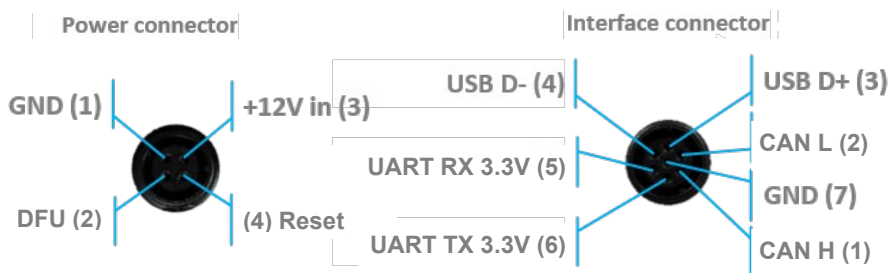 Power connector
GND (1)
+12V in (3)
DFU (2)
(4) Reset
Interface connector
USB D- (4)
USB D+ (3)
UART RX 3.3V (5)
CAN L (2)
GND (7)
UART TX 3.3V (6)
CAN H (1)